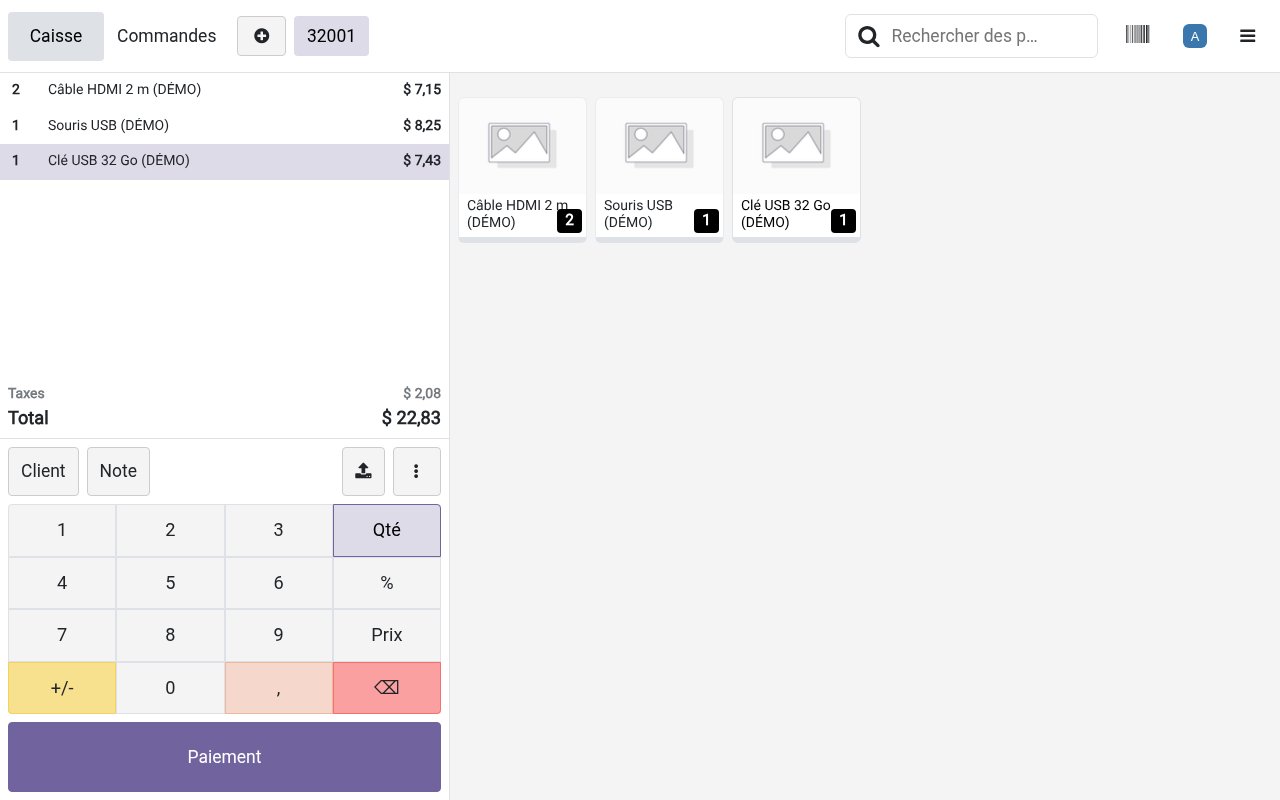 Caisse
Commandes
32001
Rechercher des p…
A
2 Câble HDMI 2 m (DÉMO) $ 7,15
1 Souris USB (DÉMO) $ 8,25
1 Clé USB 32 Go (DÉMO) $ 7,43
Taxes $ 2,08
Total $ 22,83
Client
Note
1 2 3 Qté
4 5 6 %
7 8 9 Prix
+/- 0 , ⌫
Paiement
Câble HDMI 2 m
(DÉMO)
2
Souris USB
(DÉMO)
1
Clé USB 32 Go
(DÉMO)
1